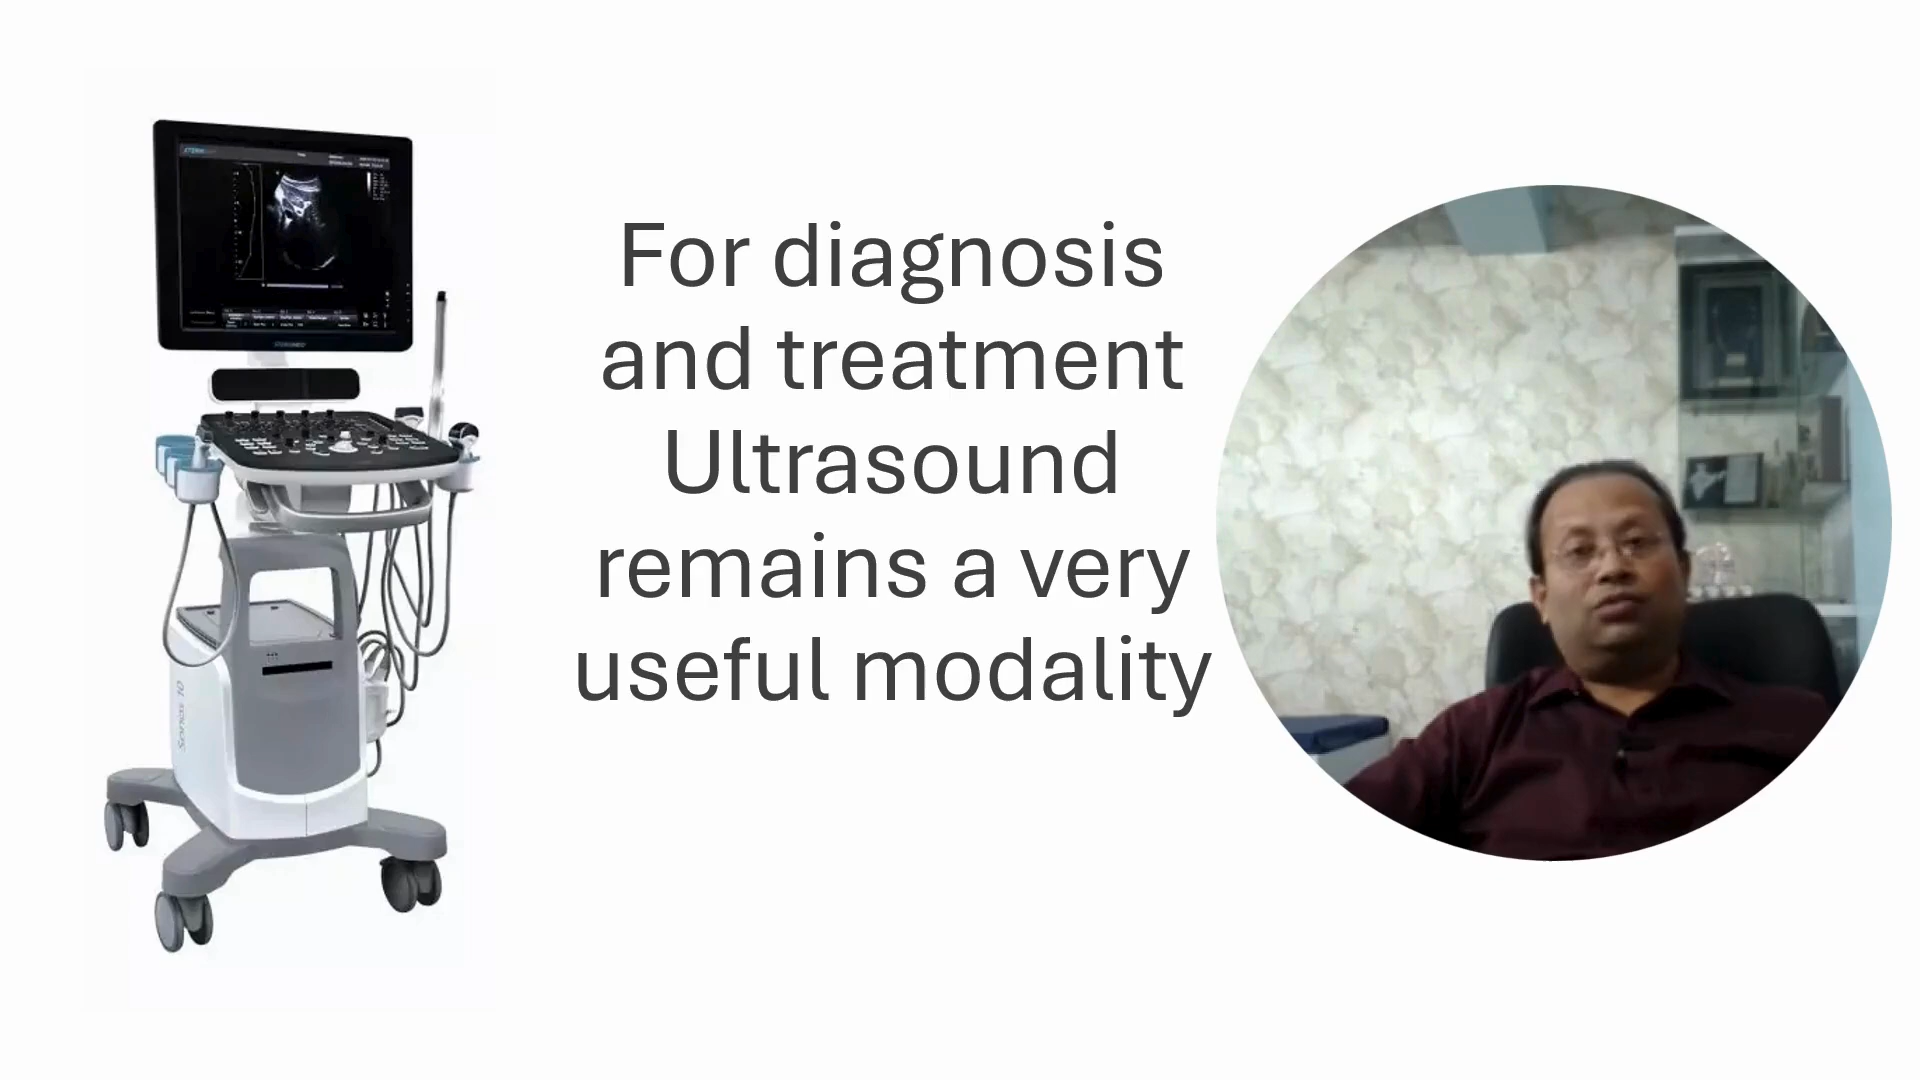 For diagnosis
and treatment
Ultrasound
remains a very
useful modality